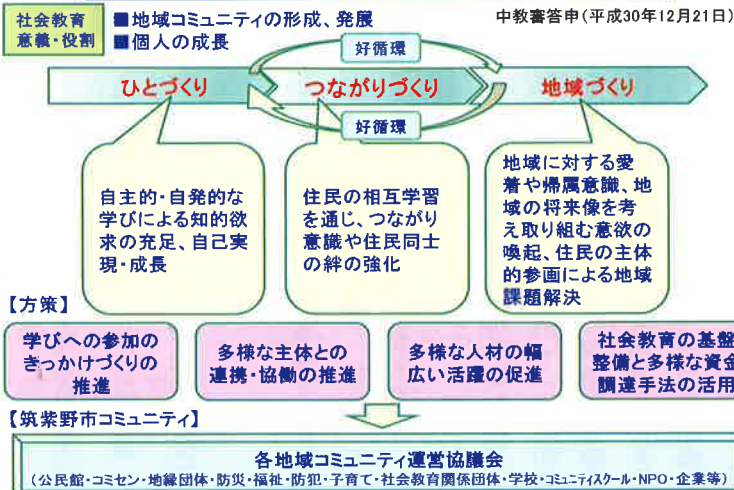 社会教育
意義・役割
■地域コミュニティの形成、発展
■個人の成長
中教審答申(平成30年12月21日)
好循環
ひとづくり
つながりづくり
地域づくり
好循環
自主的・自発的な
学びによる知的欲
求の充足、自己実
現・成長
住民の相互学習
を通じ、つながり
意識や住民同士
の絆の強化
地域に対する愛
着や帰属意識、地
域の将来像を考
え取り組む意欲の
喚起、住民の主体
的参画による地域
課題解決
【方策】
学びへの参加の
きっかけづくりの
推進
多様な主体との
連携・協働の推進
多様な人材の幅
広い活躍の促進
社会教育の基盤
整備と多様な資金
調達手法の活用
【筑紫野市コミュニティ】
各地域コミュニティ運営協議会
(公民館・コミセン・地縁団体・防災・福祉・防犯・子育て・社会教育関係団体・学校・コミュニティスクール・NPO・企業等)